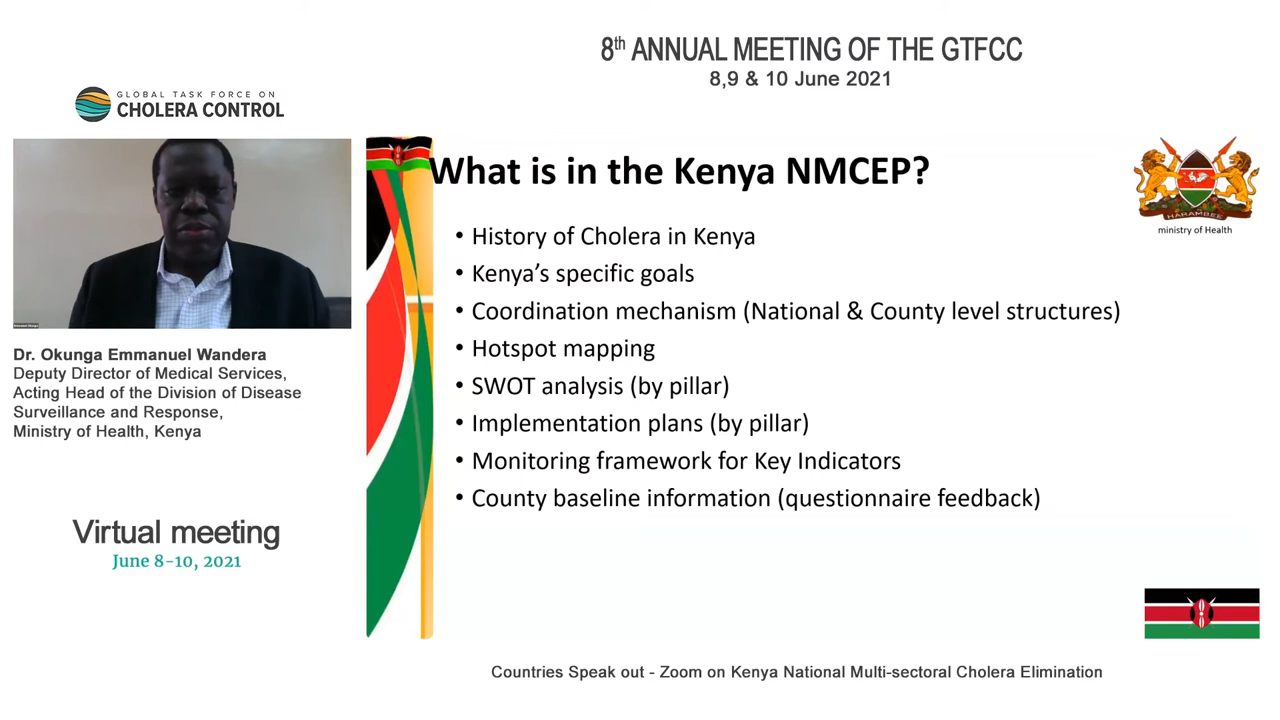 8th ANNUAL MEETING OF THE GTFCC
8,9 & 10 June 2021
GLOBAL TASK FORCE ON
CHOLERA CONTROL
What is in the Kenya NMCEP?
HARAMBEE
ministry of Health
• History of Cholera in Kenya
• Kenya's specific goals
• Coordination mechanism (National & County level structures)
• Hotspot mapping
• SWOT analysis (by pillar)
• Implementation plans (by pillar)
• Monitoring framework for Key Indicators
• County baseline information (questionnaire feedback)
Dr. Okunga Emmanuel Wandera
Deputy Director of Medical Services,
Acting Head of the Division of Disease
Surveillance and Response,
Ministry of Health, Kenya
Virtual meeting
June 8-10, 2021
Countries Speak out - Zoom on Kenya National Multi-sectoral Cholera Elimination